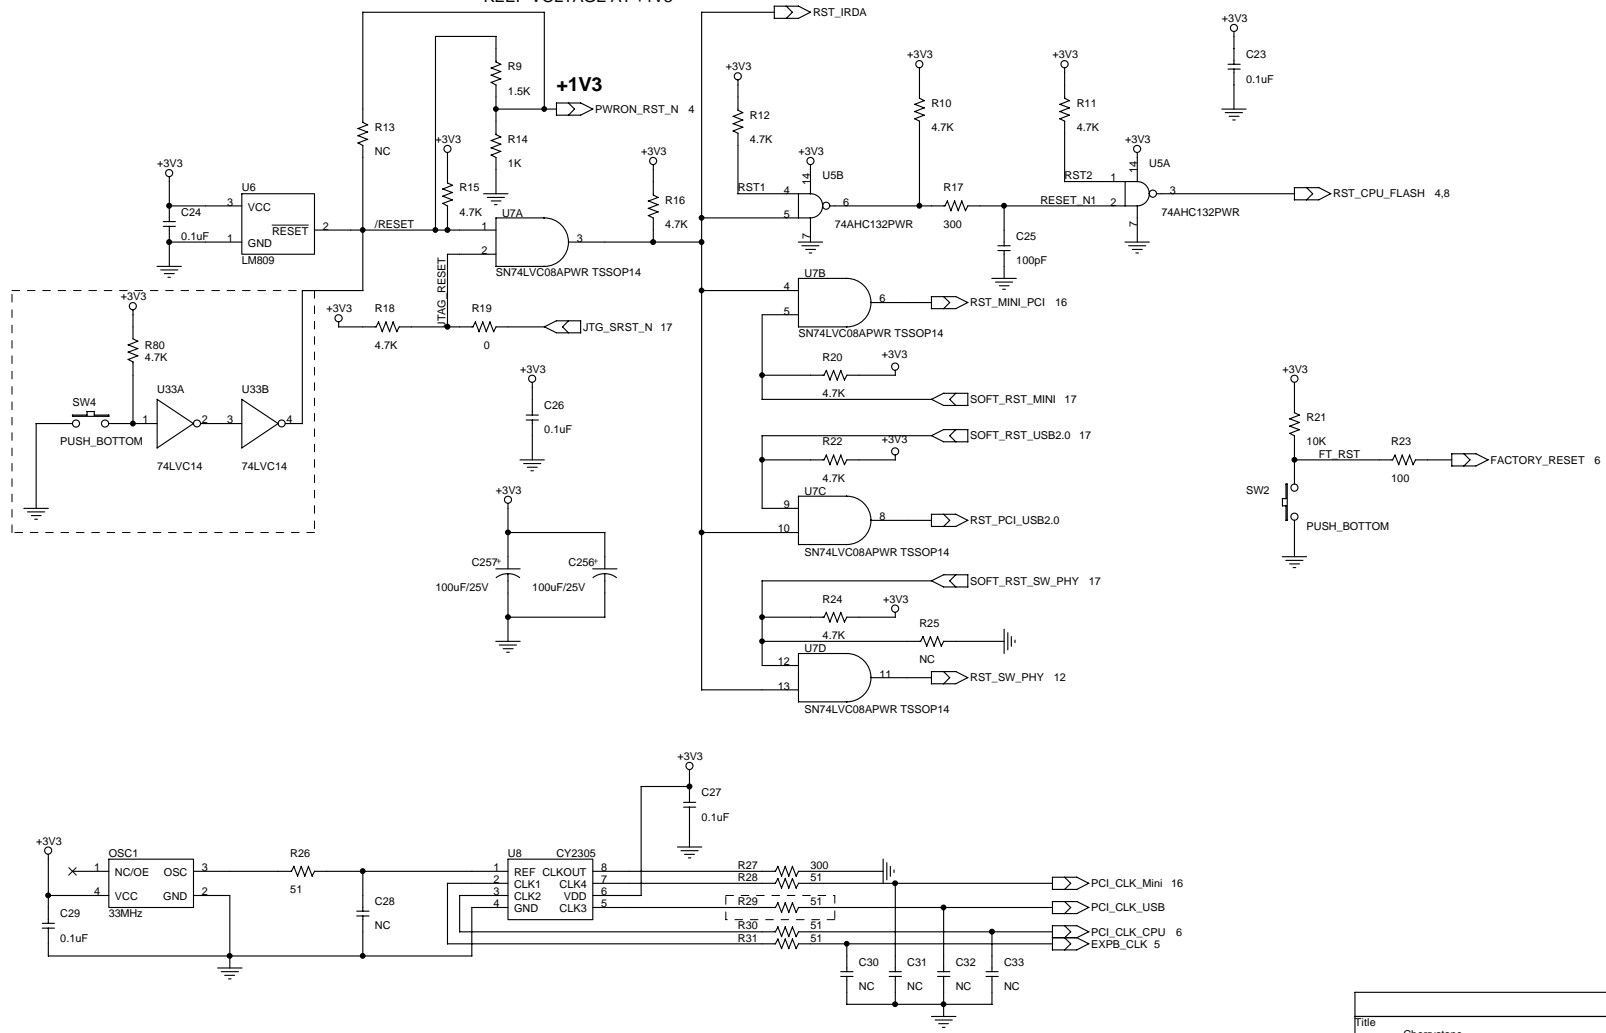 KEEP VOLTAGE AT +1V3
RST_IRDA
+3V3
C23
0.1uF
R9
1.5K
+1V3
PWRON_RST_N 4
R14
1K
R13
NC
+3V3
R15
4.7K
+3V3
R16
4.7K
+3V3
R12
4.7K
+3V3
R10
4.7K
+3V3
R11
4.7K
+3V3
C24
0.1uF
U6
3 VCC
RESET 2
1 GND
LM809
/RESET
U7A
1
2
3
SN74LVC08APWR TSSOP14
JTAG_RESET
+3V3
R18
4.7K
R19
0
JTG_SRST_N 17
+3V3
U5B
RST1 4
5
14
7
6
74AHC132PWR
R17
300
RESET_N1
C25
100pF
+3V3
U5A
RST2 1
2
14
7
3
74AHC132PWR
RST_CPU_FLASH 4,8
U7B
4
5
6
RST_MINI_PCI 16
SN74LVC08APWR TSSOP14
R20
4.7K
+3V3
SOFT_RST_MINI 17
SOFT_RST_USB2.0 17
R22
4.7K
+3V3
U7C
9
10
8
RST_PCI_USB2.0
SN74LVC08APWR TSSOP14
SOFT_RST_SW_PHY 17
R24
4.7K
+3V3
R25
NC
U7D
12
13
11
RST_SW_PHY 12
SN74LVC08APWR TSSOP14
+3V3
R80
4.7K
SW4
PUSH_BOTTOM
U33A
1 2
74LVC14
U33B
3 4
74LVC14
+3V3
C26
0.1uF
+3V3
C257+
100uF/25V
C256+
100uF/25V
+3V3
R21
10K
FT_RST
R23
100
FACTORY_RESET 6
SW2
PUSH_BOTTOM
+3V3
C29
0.1uF
OSC1
1 NC/OE OSC 3
4 VCC GND 2
33MHz
R26
51
C28
NC
U8 CY2305
1 REF CLKOUT 8
2 CLK1 CLK4 7
3 CLK2 VDD 6
4 GND CLK3 5
+3V3
C27
0.1uF
R27 300
R28 51
R29 51
R30 51
R31 51
PCI_CLK_Mini 16
PCI_CLK_USB
PCI_CLK_CPU 6
EXPB_CLK 5
C30
NC
C31
NC
C32
NC
C33
NC
Title